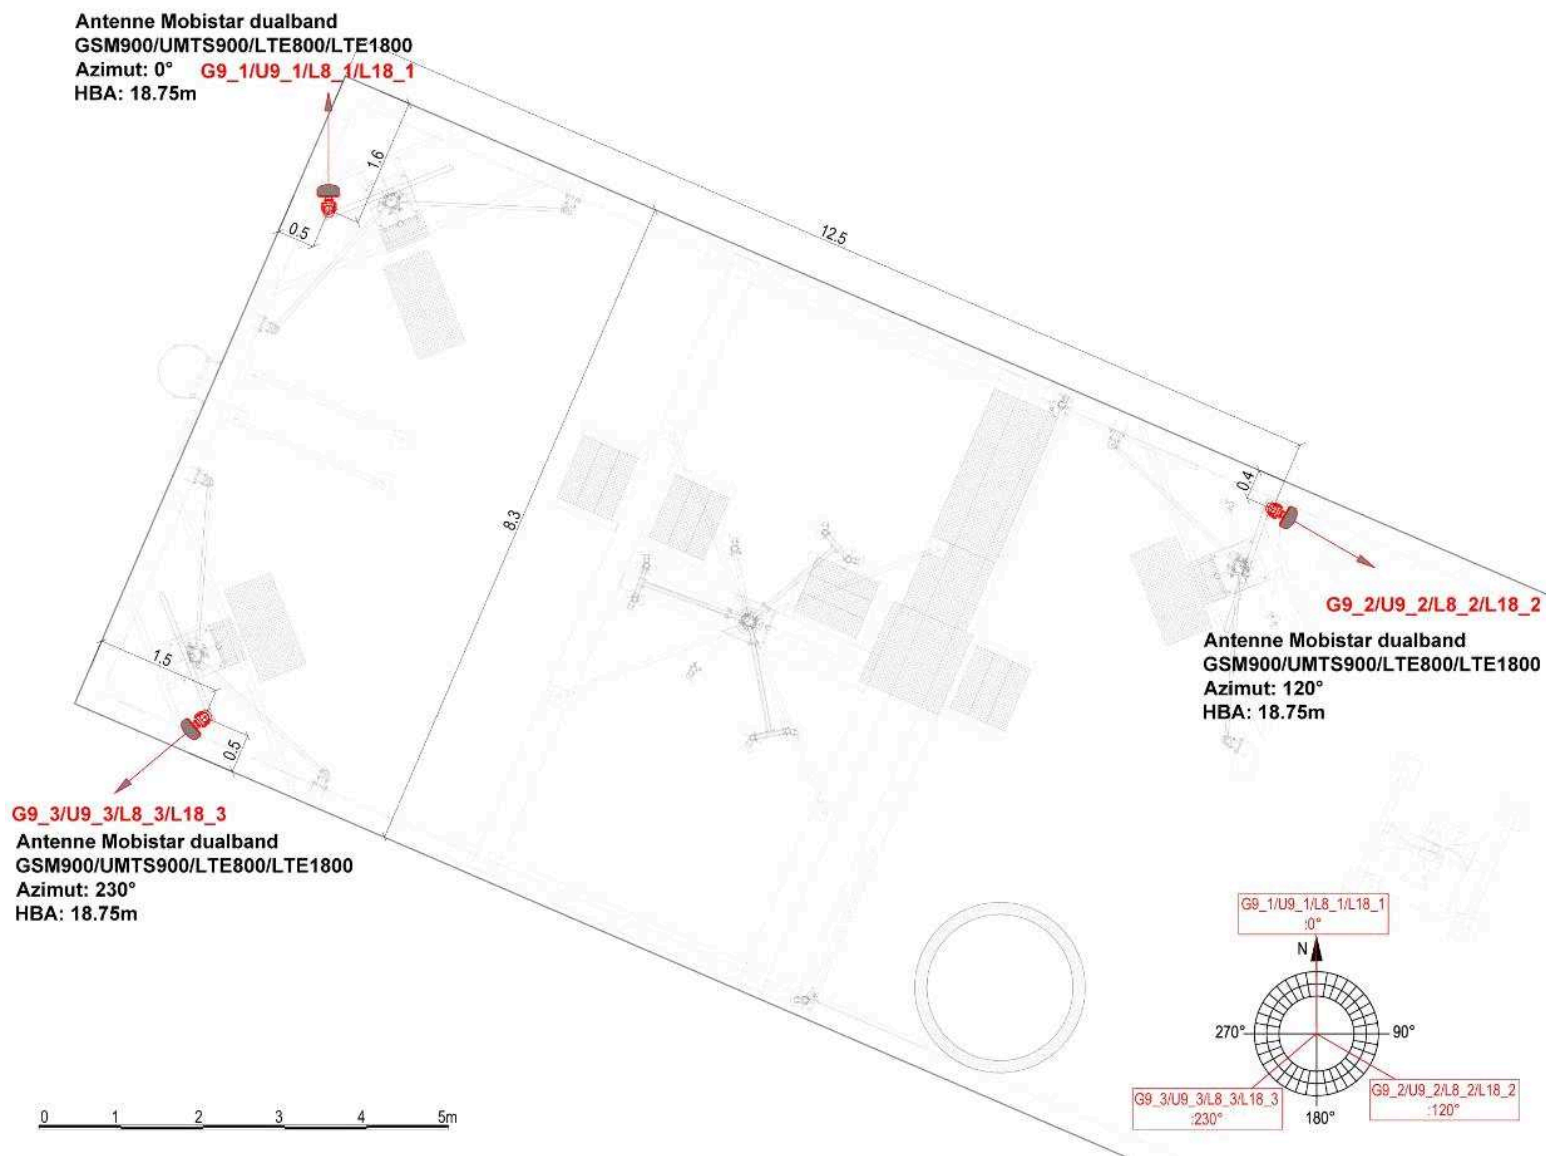 Antenne Mobistar dualband
GSM900/UMTS900/LTE800/LTE1800
Azimut: 0° G9_1/U9_1/L8_1/L18_1
HBA: 18.75m
1.6
0.5
12.5
8.3
0.4
G9_2/U9_2/L8_2/L18_2
Antenne Mobistar dualband
GSM900/UMTS900/LTE800/LTE1800
Azimut: 120°
HBA: 18.75m
1.5
0.5
G9_3/U9_3/L8_3/L18_3
Antenne Mobistar dualband
GSM900/UMTS900/LTE800/LTE1800
Azimut: 230°
HBA: 18.75m
G9_1/U9_1/L8_1/L18_1
:0°
N
270°
90°
G9_3/U9_3/L8_3/L18_3
:230°
G9_2/U9_2/L8_2/L18_2
:120°
180°
0 1 2 3 4 5m